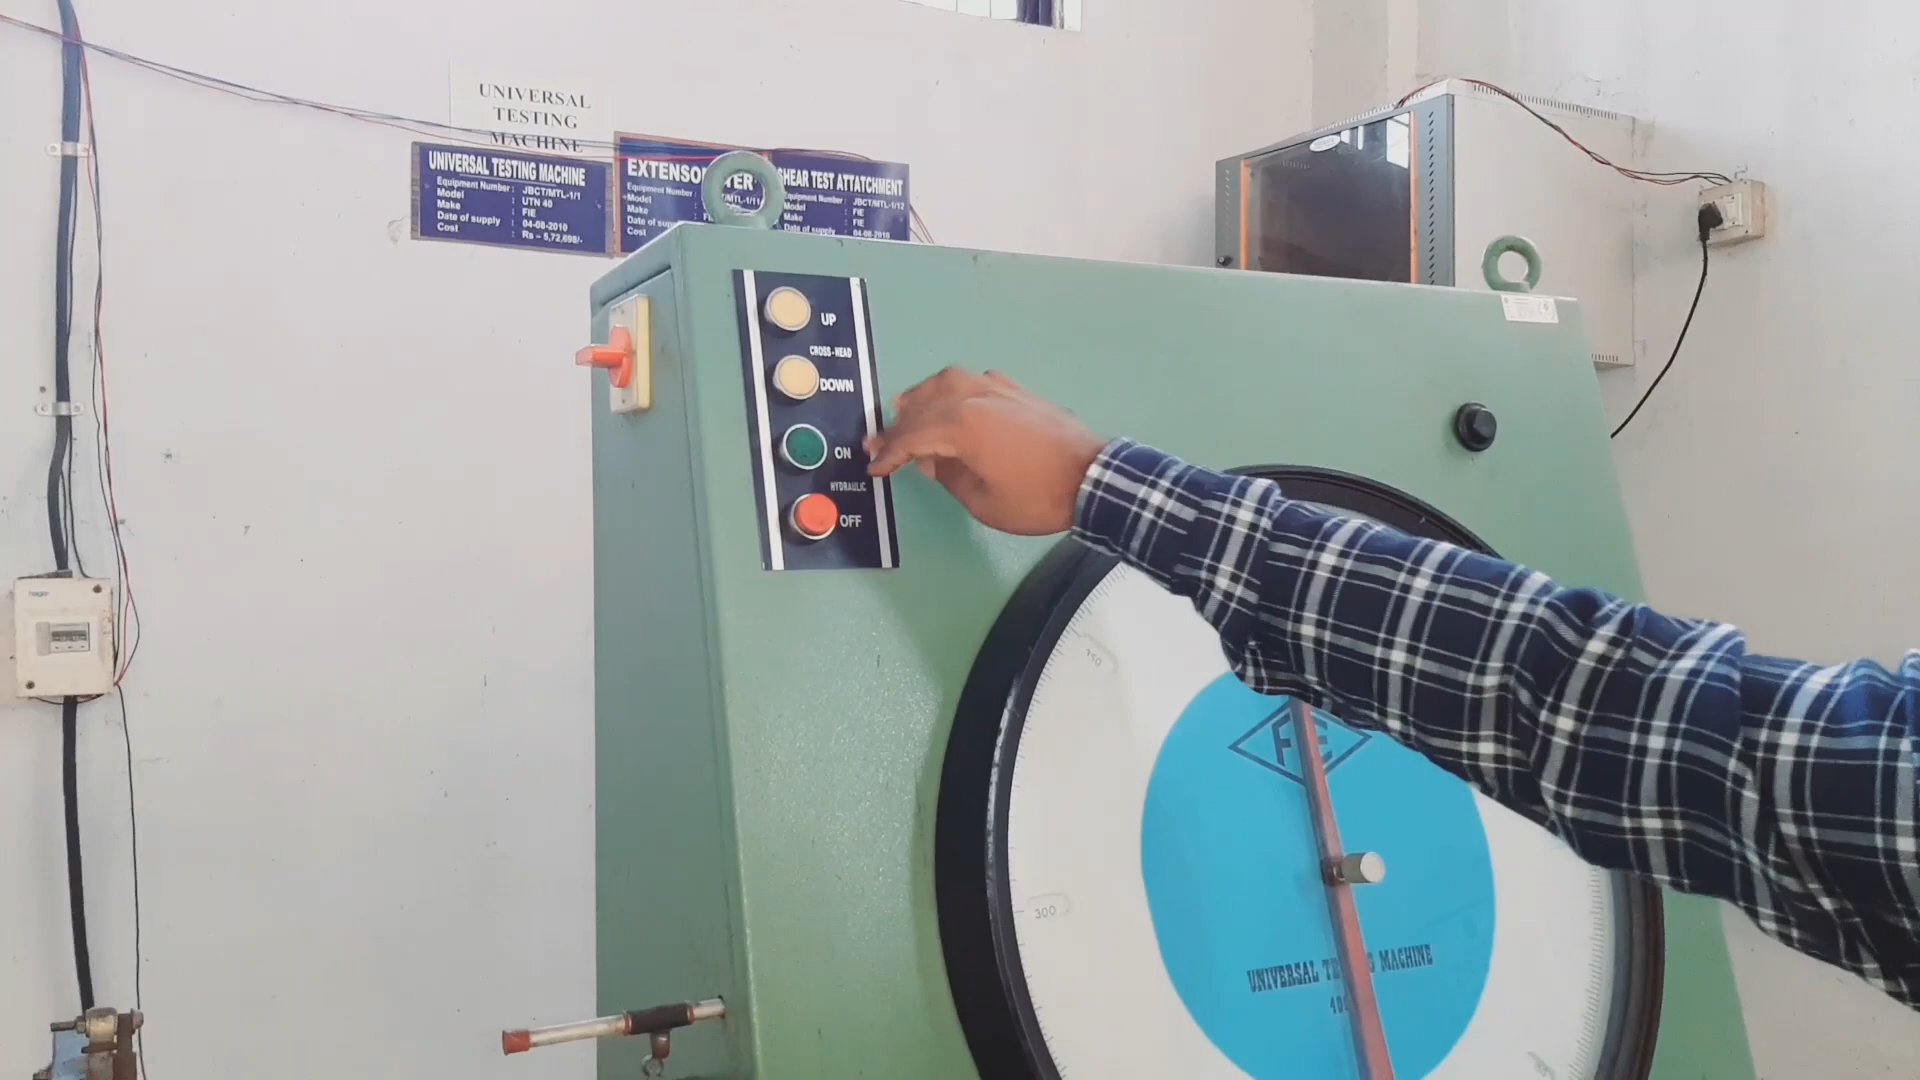 UNIVERSAL
TESTING
MACHINE
UNIVERSAL TESTING MACHINE
Equipment Number : JBCT/MTL-1/1
Model : UTN 40
Make : FIE
Date of supply : 04-08-2010
Cost : Rs – 5,72,698/-
Equipment Number
Model
Make
Date of
Cost
SHEAR TEST ATTATCHMENT
Equipment Number : JBCT/MTL-1/12
Model : FIE
Make : FIE
Date of supply : 04-08-2010
UP
CROSS-HEAD
DOWN
ON
HYDRAULIC
OFF
hager
150
300
FIE
UNIVERSAL MACHINE